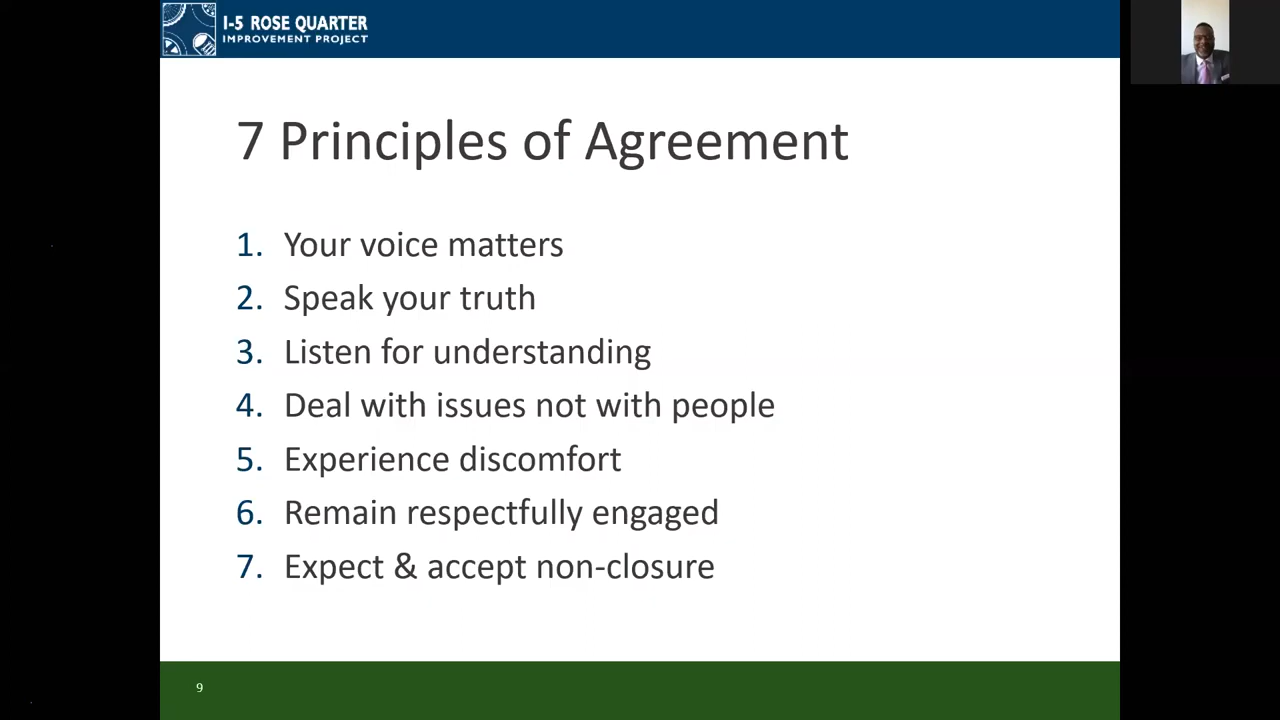 I-5 ROSE QUARTER
IMPROVEMENT PROJECT
7 Principles of Agreement
1. Your voice matters
2. Speak your truth
3. Listen for understanding
4. Deal with issues not with people
5. Experience discomfort
6. Remain respectfully engaged
7. Expect & accept non-closure
9